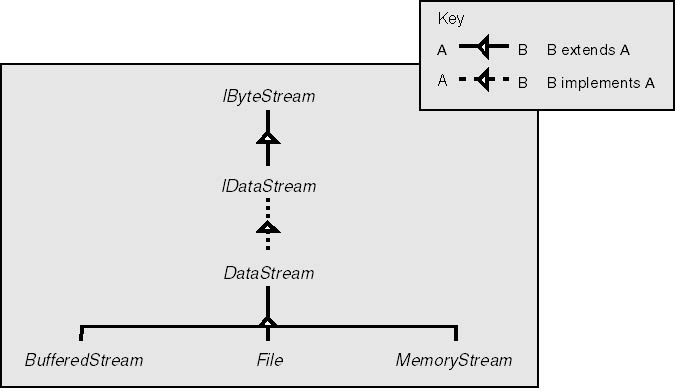 Key
A B B extends A
A B B implements A
IByteStream
IDataStream
DataStream
BufferedStream File MemoryStream